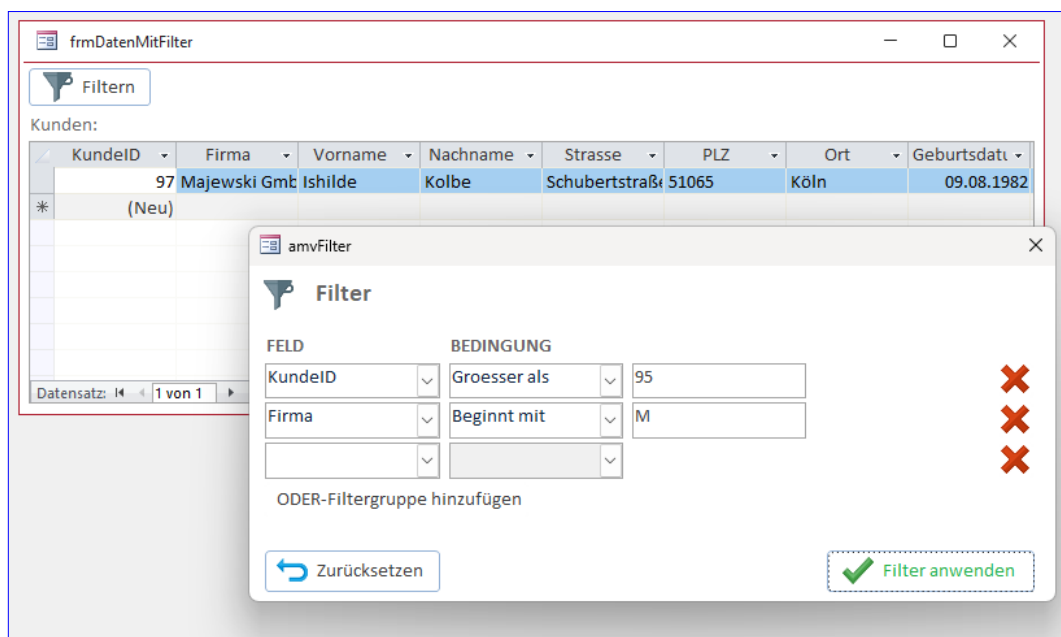 frmDatenMitFilter
Filtern
Kunden:
KundeID Firma Vorname Nachname Strasse PLZ Ort Geburtsdatu
97 Majewski Gmb Ishilde Kolbe Schubertstraße 51065 Köln 09.08.1982
(Neu)
amvFilter
Filter
FELD BEDINGUNG
KundeID Groesser als 95
Firma Beginnt mit M
Datensatz: 1 von 1
ODER-Filtergruppe hinzufügen
Zurücksetzen Filter anwenden